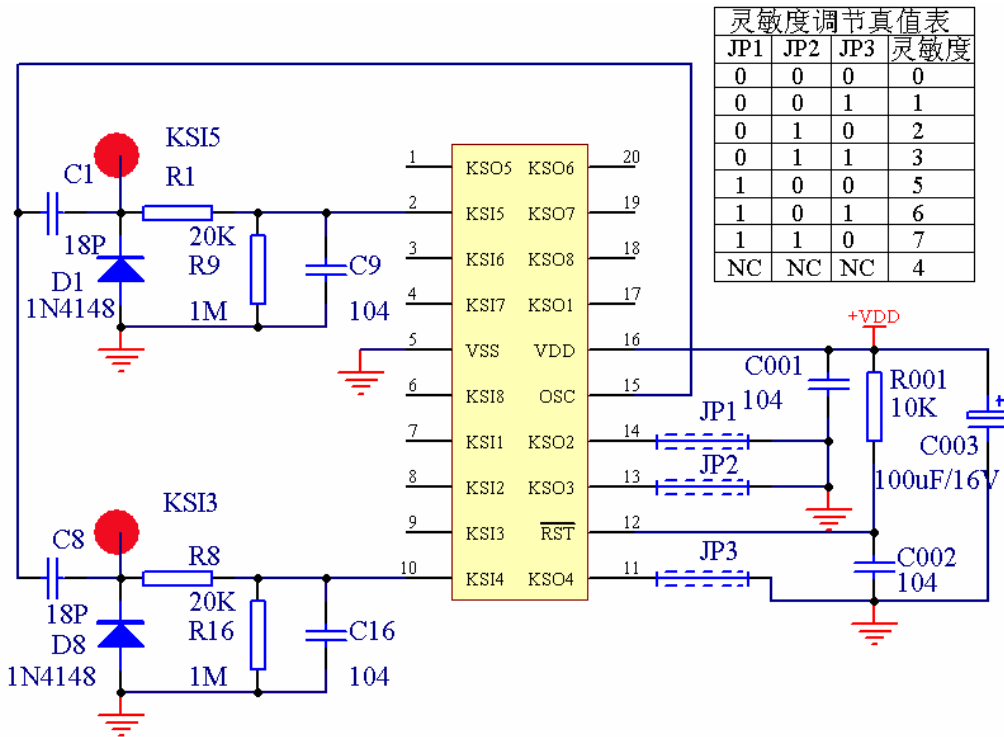 灵敏度调节真值表
JP1 JP2 JP3 灵敏度
0 0 0 0
0 0 1 1
0 1 0 2
0 1 1 3
1 0 0 5
1 0 1 6
1 1 0 7
NC NC NC 4
KSI5
C1
R1
18P
20K
D1
R9
C9
1N4148
1M
104
1 KSO5 KSO6 20
2 KSI5 KSO7 19
3 KSI6 KSO8 18
4 KSI7 KSO1 17
5 VSS VDD 16
6 KSI8 OSC 15
7 KSI1 KSO2 14
8 KSI2 KSO3 13
9 KSI3 RST 12
10 KSI4 KSO4 11
+VDD
C001
104
R001
10K
+
C003
100uF/16V
JP1
JP2
JP3
C002
104
KSI3
C8
R8
18P
20K
D8
R16
C16
1N4148
1M
104